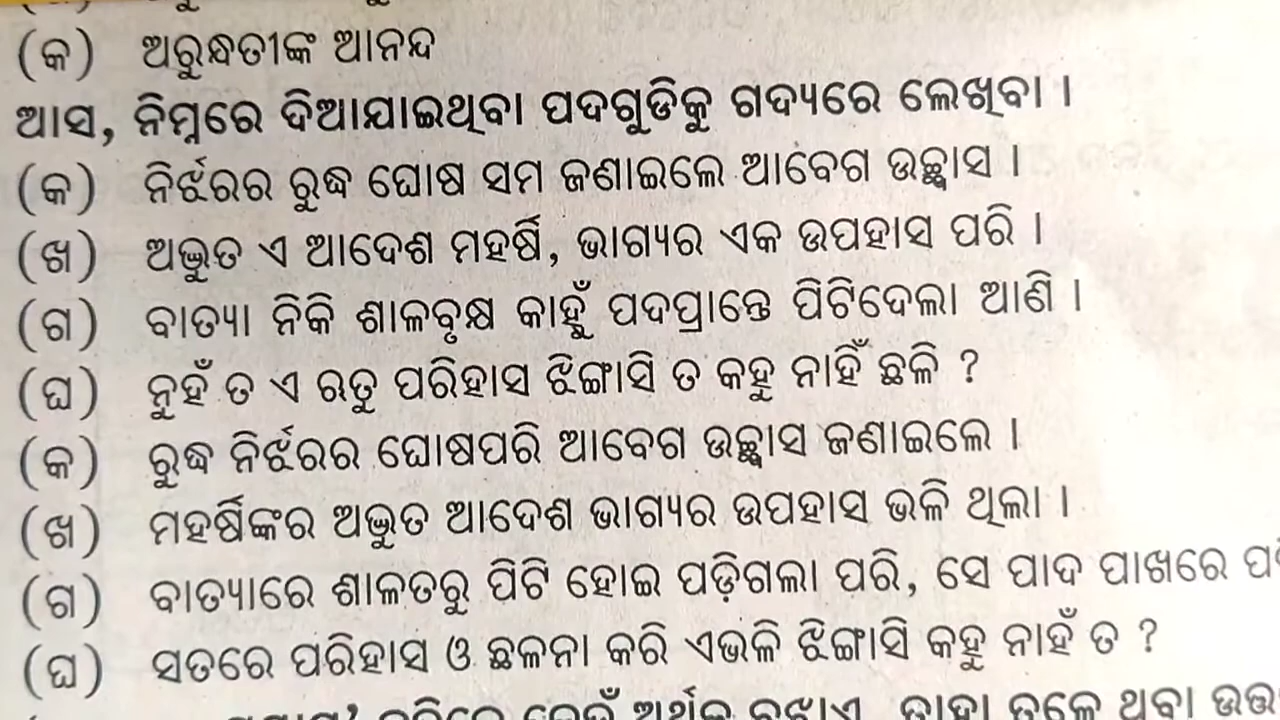 (କ) ଅରୁନ୍ଧତୀଙ୍କ ଆନନ୍ଦ
ଆସ, ନିମ୍ନରେ ଦିଆଯାଇଥିବା ପଦଗୁଡିକୁ ଗଦ୍ୟରେ ଲେଖିବା ।
(କ) ନିର୍ଝରର ରୁଦ୍ଧ ଘୋଷ ସମ ଜଣାଇଲେ ଆବେଗ ଉଚ୍ଛ୍ୱାସ ।
(ଖ) ଅଦ୍ଭୁତ ଏ ଆଦେଶ ମହର୍ଷି, ଭାଗ୍ୟର ଏକ ଉପହାସ ପରି ।
(ଗ) ବାତ୍ୟା ନିକି ଶାଳବୃକ୍ଷ କାହୁଁ ପଦପ୍ରାନ୍ତେ ପିଟିଦେଲା ଆଣି ।
(ଘ) ନୁହଁ ତ ଏ ଋତୁ ପରିହାସ ଝିଙ୍ଗାସି ତ କହୁ ନାହିଁ ଛଳି ?
(କ) ରୁଦ୍ଧ ନିର୍ଝରର ଘୋଷପରି ଆବେଗ ଉଚ୍ଛ୍ୱାସ ଜଣାଇଲେ ।
(ଖ) ମହର୍ଷିଙ୍କର ଅଦ୍ଭୁତ ଆଦେଶ ଭାଗ୍ୟର ଉପହାସ ଭଳି ଥିଲା ।
(ଗ) ବାତ୍ୟାରେ ଶାଳତରୁ ପିଟି ହୋଇ ପଡ଼ିଗଲା ପରି, ସେ ପାଦ ପାଖରେ
(ଘ) ସତରେ ପରିହାସ ଓ ଛଳନା କରି ଏଭଳି ଝିଙ୍ଗାସି କହୁ ନାହଁ ତ ?